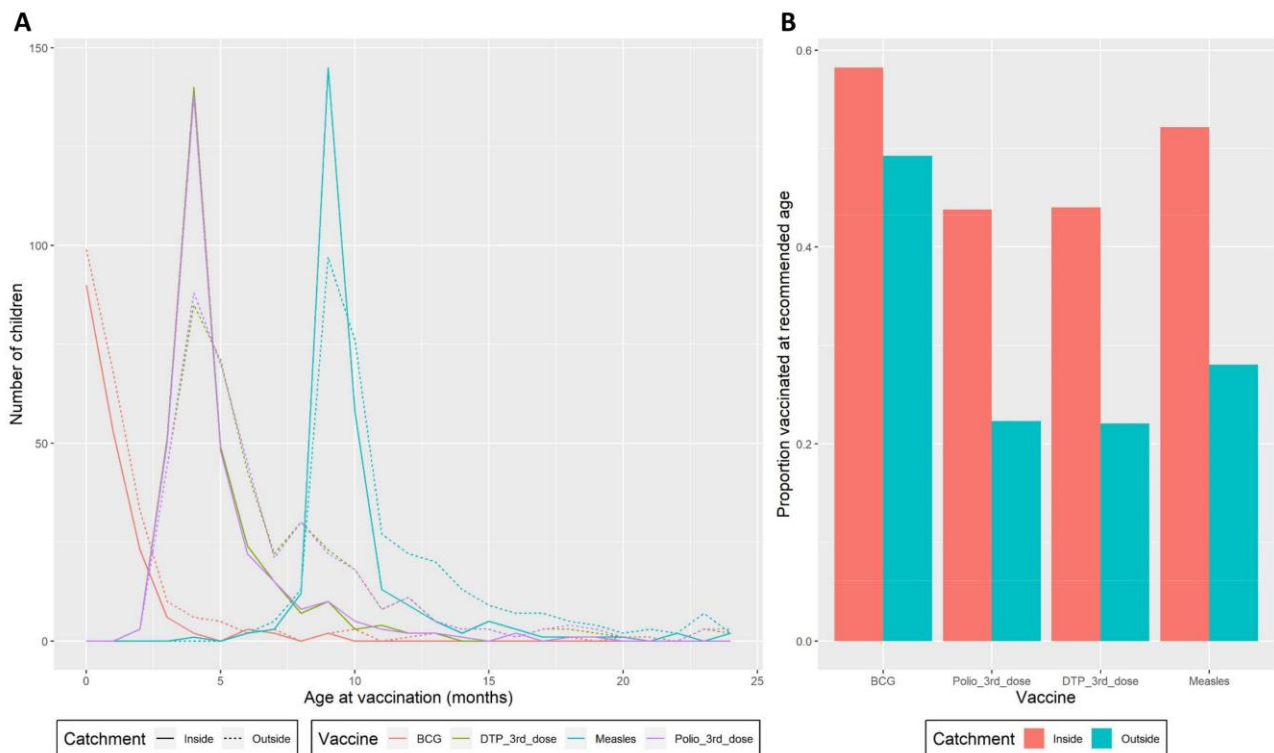 A
B
150
100
50
0
Number of children
0 5 10 15 20 25
Age at vaccination (months)
Catchment Inside Outside
Vaccine BCG DTP_3rd_dose Measles Polio_3rd_dose
0.6
0.4
0.2
0.0
Proportion vaccinated at recommended age
BCG Polio_3rd_dose DTP_3rd_dose Measles
Vaccine
Catchment Inside Outside